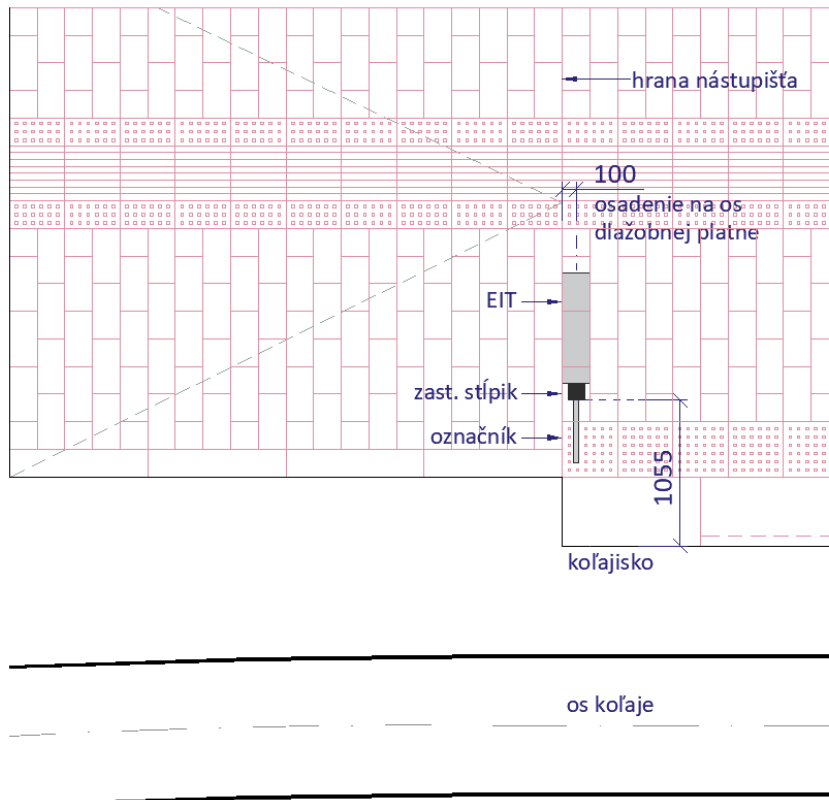 hrana nástupišťa
100
osadenie na os
dlažobnej platne
EIT
zast. stĺpik
označník
1055
koľajisko
os koľaje